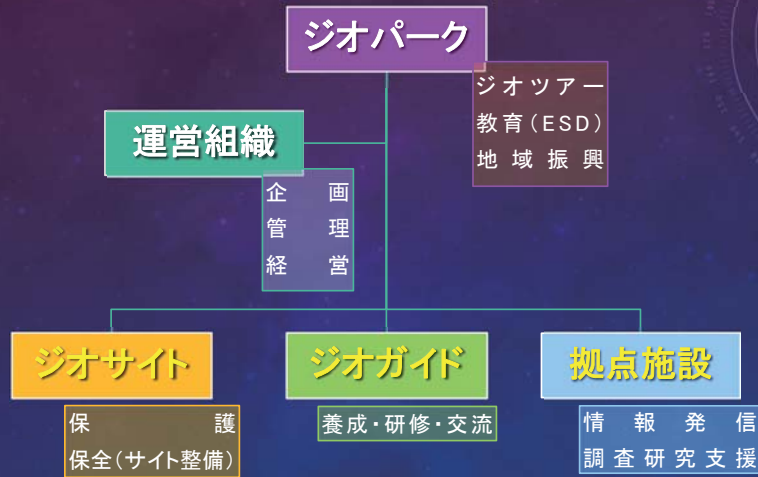 ジオパーク
ジオツアー
教育(ESD)
地域振興
運営組織
企画
管理
経営
ジオサイト
保護
保全(サイト整備)
ジオガイド
養成・研修・交流
拠点施設
情報発信
調査研究支援